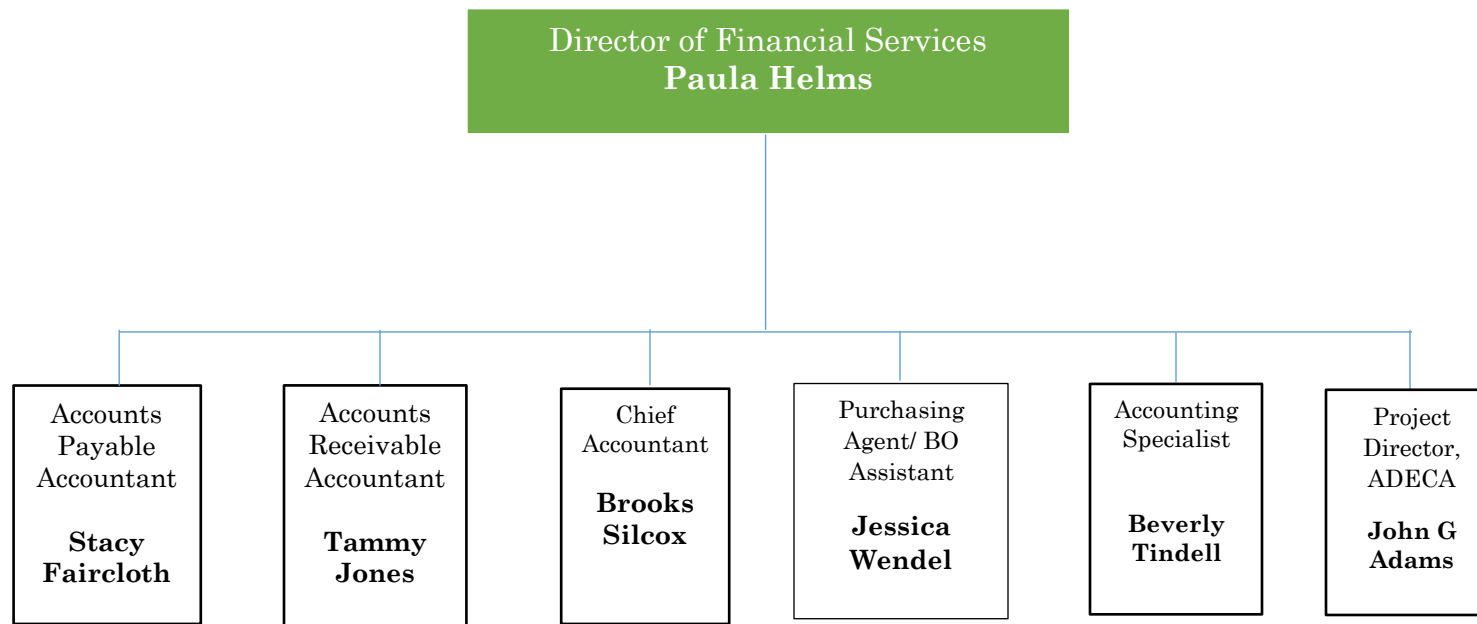 Director of Financial Services
Paula Helms
Accounts
Payable
Accountant
Stacy
Faircloth
Accounts
Receivable
Accountant
Tammy
Jones
Chief
Accountant
Brooks
Silcox
Purchasing
Agent/ BO
Assistant
Jessica
Wendel
Accounting
Specialist
Beverly
Tindell
Project
Director,
ADECA
John G
Adams